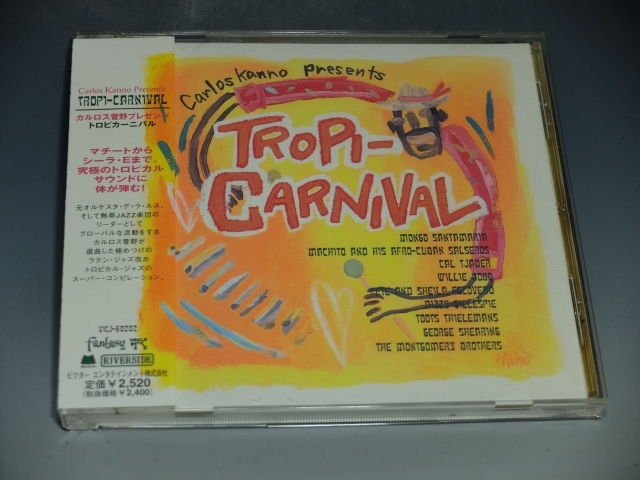 Carlos Kanno Presents
TROPI-CARNIVAL
カルロス菅野プレゼンツ
トロピカーニバル
マチートから
シーラ・Eまで、
究極のトロピカル
サウンドに
体が弾む!
元オルケスタ・デ・ラ・ルス、
そして熱帯JAZZ楽団の
リーダーとして
グローバルな活動をする
カルロス菅野が
選曲した極めつけの
ラテン・ジャズ改め
トロピカル・ジャズの
スーパー・コンピレーション。
VICJ-60202
fantasy
RIVERSIDE
ビクター エンタテインメント株式会社
定価¥2,520
(税抜価格¥2,400)
Carlos Kanno presents
TROPI-
CARNIVAL
MONGO SANTAMARIA
MACHITO AND HIS AFRO-CUBAN SALSEROS
CAL TJADER
WILLIE BOBO
PETE AND SHEILA ESCOVEDO
DIZZY GILLESPIE
TOOTS THIELEMANS
GEORGE SHEARING
THE MONTGOMERY BROTHERS